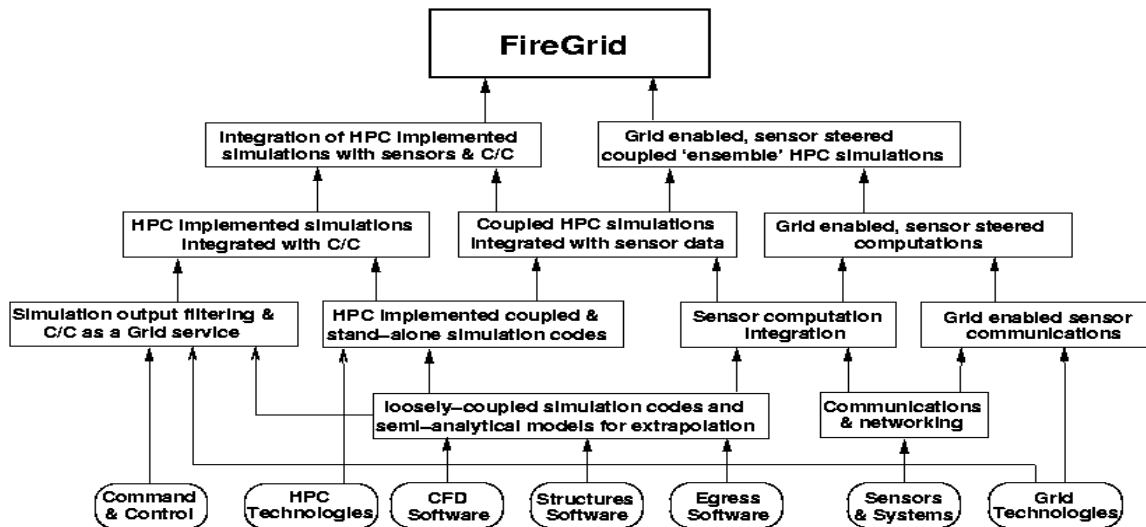 FireGrid
Integration of HPC Implemented
simulations with sensors & C/C
Grid enabled, sensor steered
coupled ‘ensemble’ HPC simulations
HPC Implemented simulations
Integrated with C/C
Coupled HPC simulations
Integrated with sensor data
Grid enabled, sensor steered
computations
Simulation output filtering &
C/C as a Grid service
HPC Implemented coupled &
stand–alone simulation codes
Sensor computation
Integration
Grid enabled sensor
communications
loosely–coupled simulation codes and
semi–analytical models for extrapolation
Communications
& networking
Command
& Control
HPC
Technologies
CFD
Software
Structures
Software
Egress
Software
Sensors
& Systems
Grid
Technologies